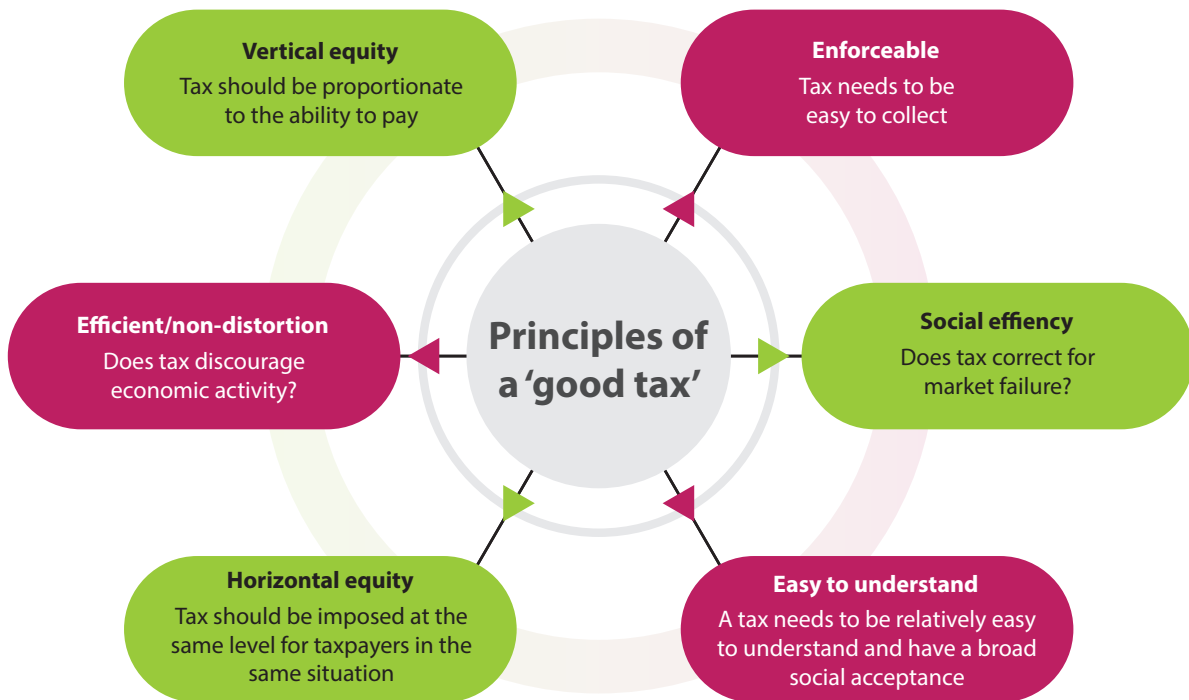 Vertical equity
Tax should be proportionate
to the ability to pay
Enforceable
Tax needs to be
easy to collect
Efficient/non-distortion
Does tax discourage
economic activity?
Principles of
a ‘good tax’
Social effiency
Does tax correct for
market failure?
Horizontal equity
Tax should be imposed at the
same level for taxpayers in the
same situation
Easy to understand
A tax needs to be relatively easy
to understand and have a broad
social acceptance